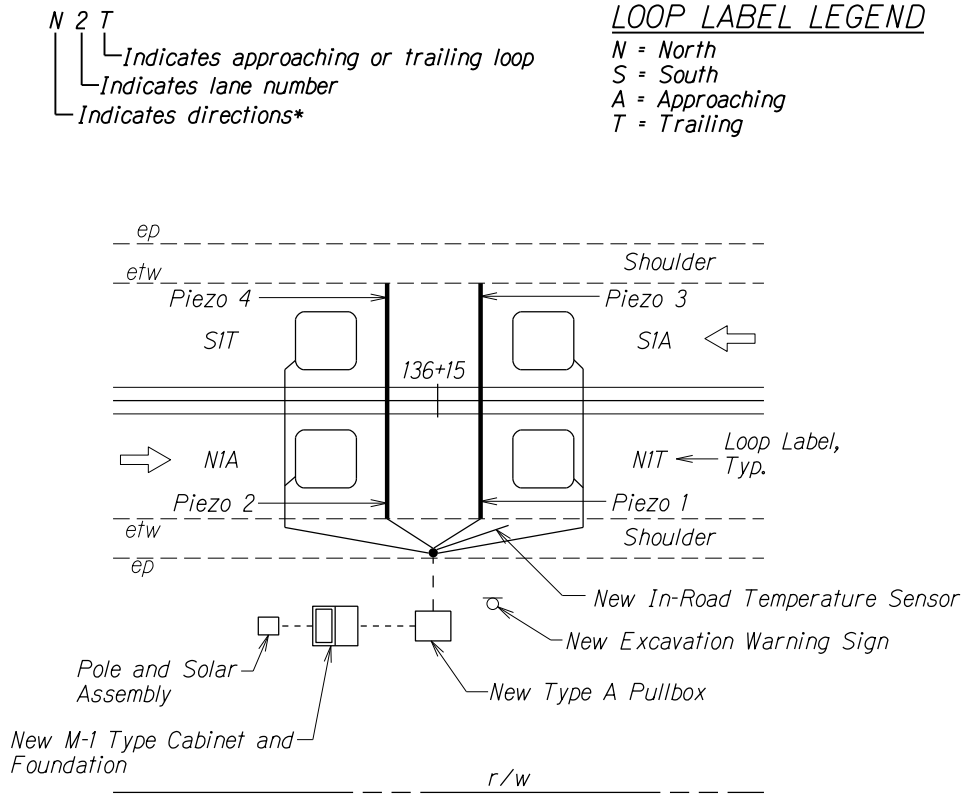 N 2 T
Indicates approaching or trailing loop
Indicates lane number
Indicates directions*
LOOP LABEL LEGEND
N = North
S = South
A = Approaching
T = Trailing
ep
Shoulder
etw
Piezo 4
Piezo 3
S1T
S1A
136+15
N1A
N1T
Loop Label,
Typ.
Piezo 2
Piezo 1
etw
Shoulder
ep
New In-Road Temperature Sensor
New Excavation Warning Sign
Pole and Solar
Assembly
New Type A Pullbox
New M-1 Type Cabinet and
Foundation
r/w